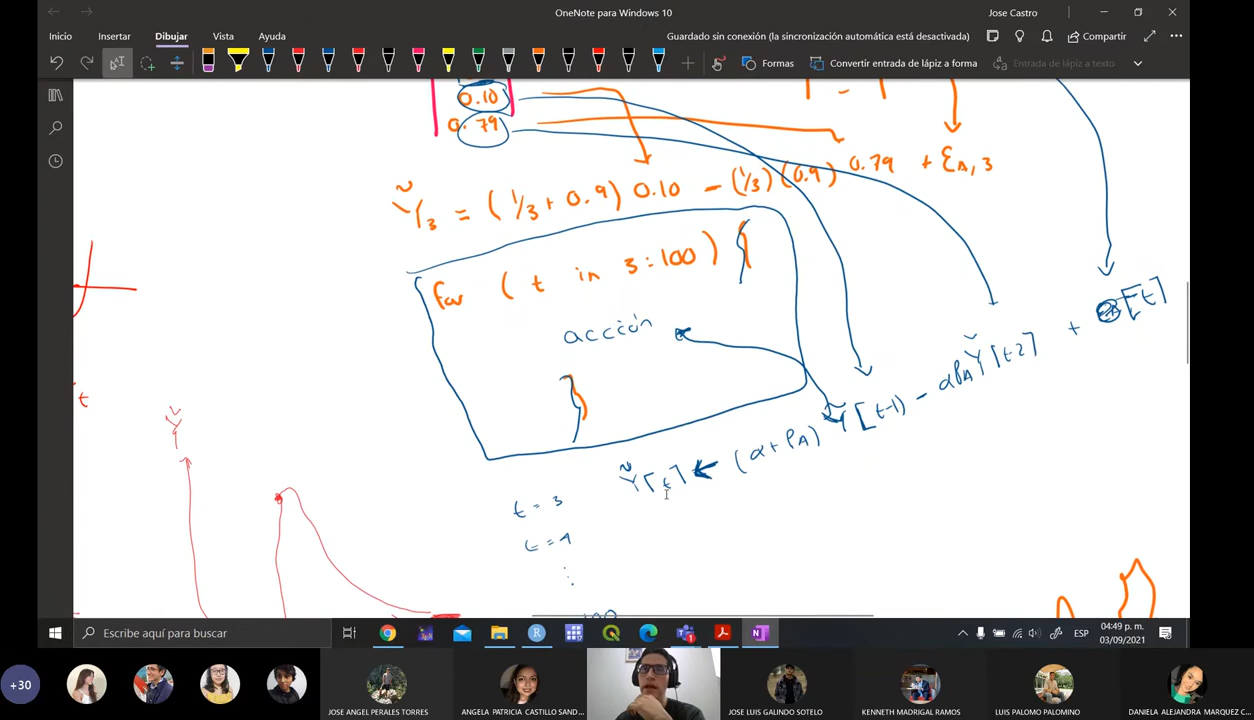 OneNote para Windows 10
Jose Castro
Inicio Insertar Dibujar Vista Ayuda
Guardado sin conexión (la sincronización automática está desactivada)
Compartir
Formas
Convertir entrada de lápiz a forma
Entrada de lápiz a texto
0.10
0.79
Ỹ3 = (1/3 + 0.9) 0.10 - (1/3)(0.9) 0.79 + εA,3
for ( t in 3:100 ) {
acción
}
Ỹ[t] ← (α + ρA) Ỹ[t-1) - αρA Ỹ[t-2] + [t]
t
Ỹ
t = 3
t = 4
⋮
100
Escribe aquí para buscar
ESP
04:49 p. m.
03/09/2021
+30
JOSE ANGEL PERALES TORRES
ANGELA PATRICIA CASTILLO SAND...
JOSE LUIS GALINDO SOTELO
KENNETH MADRIGAL RAMOS
LUIS PALOMO PALOMINO
DANIELA ALEJANDRA MARQUEZ C...